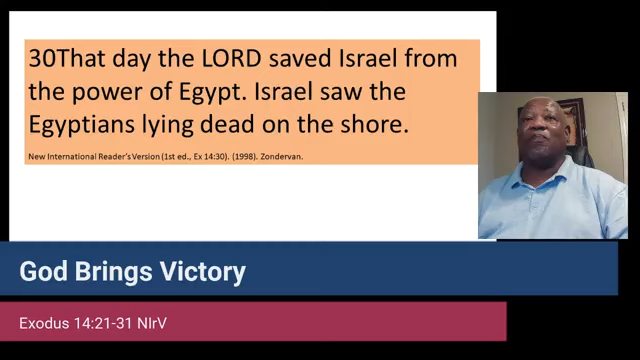 30That day the LORD saved Israel from
the power of Egypt. Israel saw the
Egyptians lying dead on the shore.
New International Reader's Version (1st ed., Ex 14:30). (1998). Zondervan.
God Brings Victory
Exodus 14:21-31 NIrV